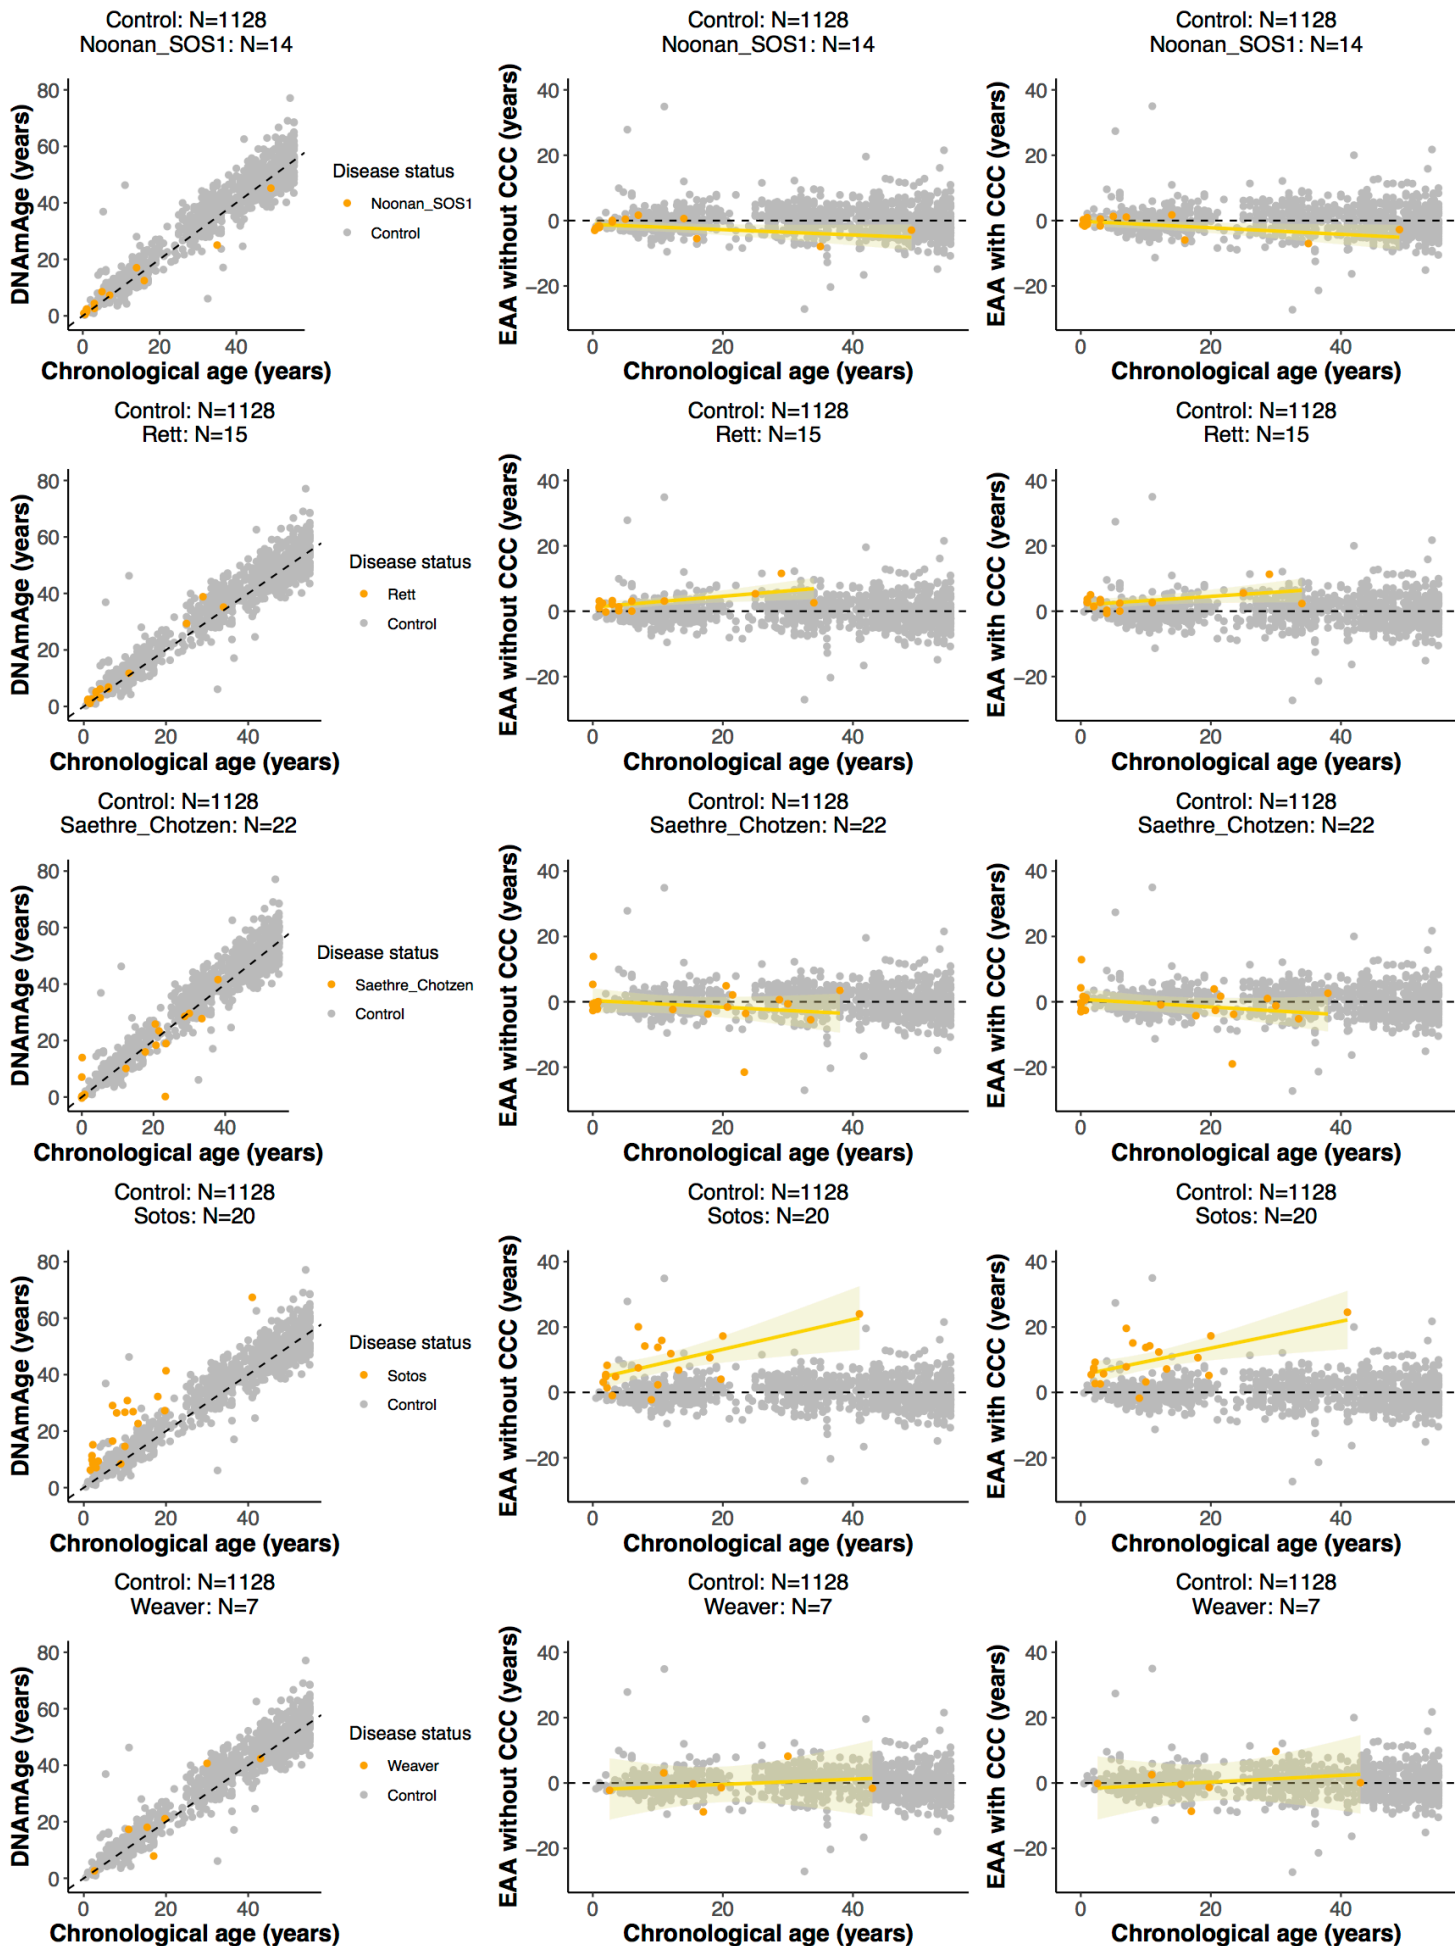 Control: N=1128
Noonan_SOS1: N=14
DNAmAge (years)
80
60
40
20
0
0 20 40
Chronological age (years)
Disease status
Noonan_SOS1
Control
Control: N=1128
Noonan_SOS1: N=14
EAA without CCC (years)
40
20
0
−20
0 20 40
Chronological age (years)
Control: N=1128
Noonan_SOS1: N=14
EAA with CCC (years)
40
20
0
−20
0 20 40
Chronological age (years)
Control: N=1128
Rett: N=15
DNAmAge (years)
80
60
40
20
0
0 20 40
Chronological age (years)
Disease status
Rett
Control
Control: N=1128
Rett: N=15
EAA without CCC (years)
40
20
0
−20
0 20 40
Chronological age (years)
Control: N=1128
Rett: N=15
EAA with CCC (years)
40
20
0
−20
0 20 40
Chronological age (years)
Control: N=1128
Saethre_Chotzen: N=22
DNAmAge (years)
80
60
40
20
0
0 20 40
Chronological age (years)
Disease status
Saethre_Chotzen
Control
Control: N=1128
Saethre_Chotzen: N=22
EAA without CCC (years)
40
20
0
−20
0 20 40
Chronological age (years)
Control: N=1128
Saethre_Chotzen: N=22
EAA with CCC (years)
40
20
0
−20
0 20 40
Chronological age (years)
Control: N=1128
Sotos: N=20
DNAmAge (years)
80
60
40
20
0
0 20 40
Chronological age (years)
Disease status
Sotos
Control
Control: N=1128
Sotos: N=20
EAA without CCC (years)
40
20
0
−20
0 20 40
Chronological age (years)
Control: N=1128
Sotos: N=20
EAA with CCC (years)
40
20
0
−20
0 20 40
Chronological age (years)
Control: N=1128
Weaver: N=7
DNAmAge (years)
80
60
40
20
0
0 20 40
Chronological age (years)
Disease status
Weaver
Control
Control: N=1128
Weaver: N=7
EAA without CCC (years)
40
20
0
−20
0 20 40
Chronological age (years)
Control: N=1128
Weaver: N=7
EAA with CCC (years)
40
20
0
−20
0 20 40
Chronological age (years)